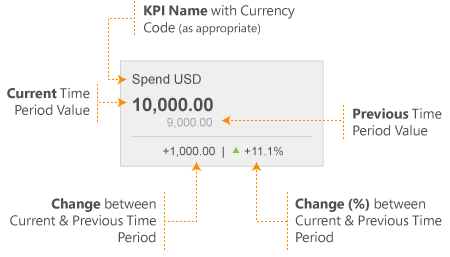 KPI Name with Currency
Code (as appropriate)
Spend USD
Current Time
Period Value
10,000.00
9,000.00
Previous Time
Period Value
+1,000.00 | ▲ +11.1%
Change between
Current & Previous Time
Period
Change (%) between
Current & Previous Time
Period